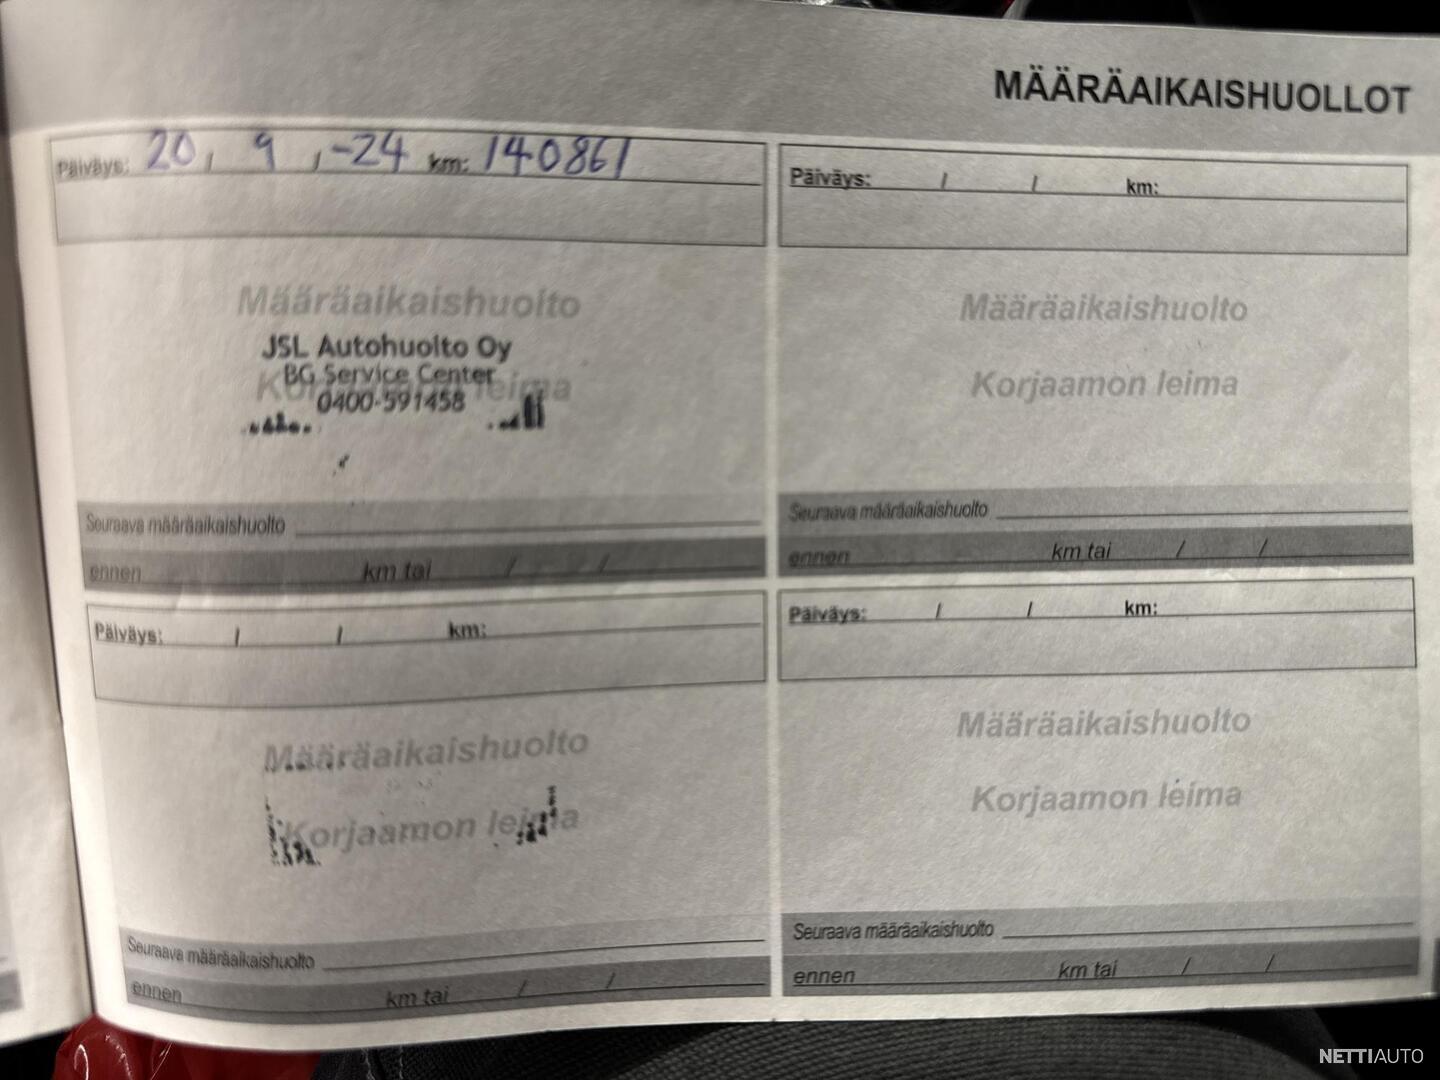 MÄÄRÄAIKAISHUOLLOT
Päiväys: 20 / 9 / -24 km: 140861
Määräaikaishuolto
JSL Autohuolto Oy
BG Service Center
Korjaamon leima
0400-591458
Seuraava määräaikaishuolto
ennen km tai / /
Päiväys: / / km:
Määräaikaishuolto
Korjaamon leima
Seuraava määräaikaishuolto
ennen km tai / /
Päiväys: / / km:
Määräaikaishuolto
Korjaamon leima
Seuraava määräaikaishuolto
ennen km tai / /
Päiväys: / / km:
Määräaikaishuolto
Korjaamon leima
Seuraava määräaikaishuolto
ennen km tai / /
NETTIAUTO